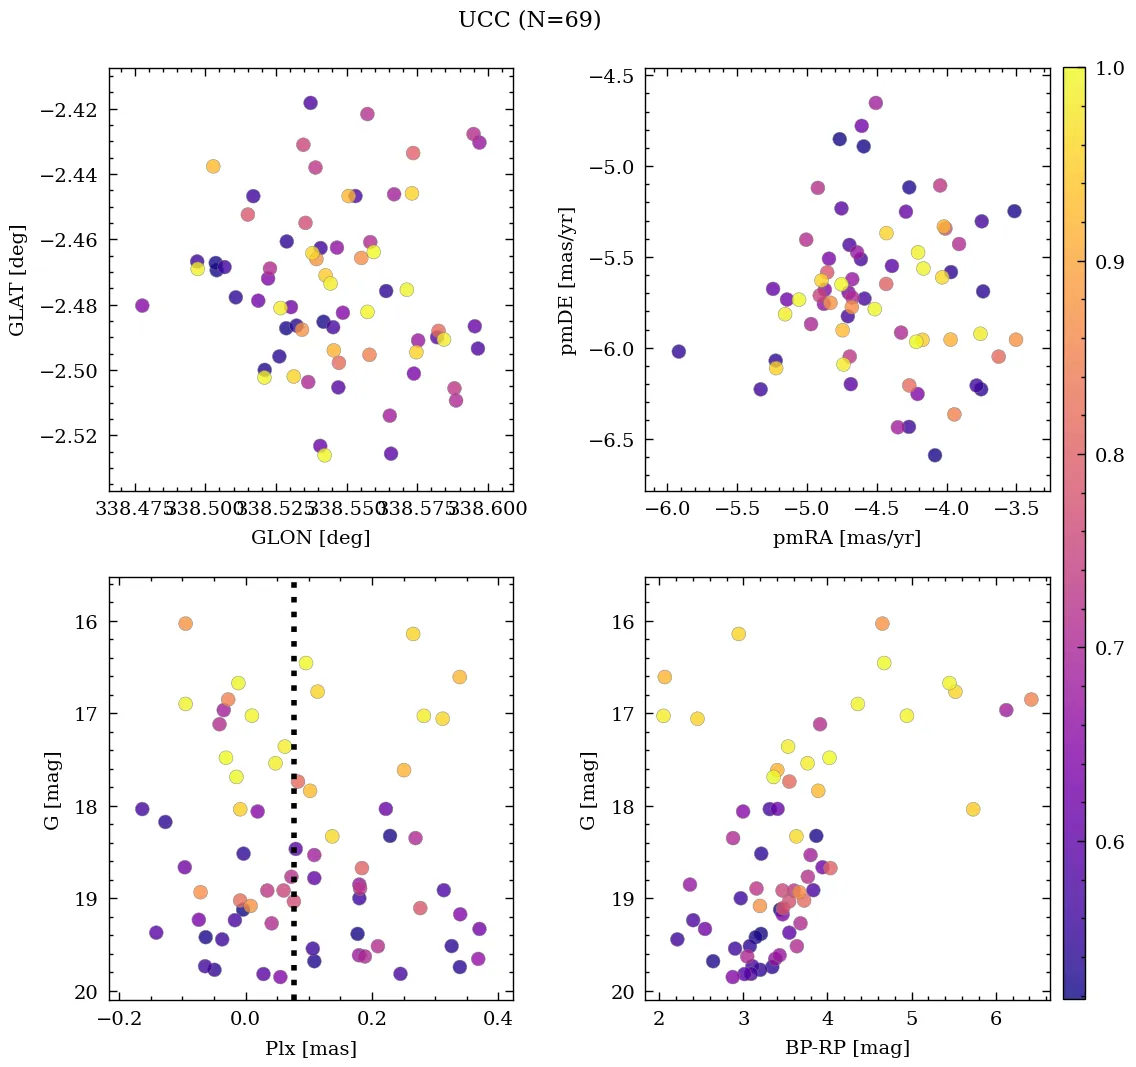 UCC (N=69)
−2.42
−2.44
−2.46
−2.48
−2.50
−2.52
GLAT [deg]
338.475 338.500 338.525 338.550 338.575 338.600
GLON [deg]
−4.5
−5.0
−5.5
−6.0
−6.5
pmDE [mas/yr]
−6.0 −5.5 −5.0 −4.5 −4.0 −3.5
pmRA [mas/yr]
1.0
0.9
0.8
0.7
0.6
16
17
18
19
20
G [mag]
−0.2 0.0 0.2 0.4
Plx [mas]
16
17
18
19
20
G [mag]
2 3 4 5 6
BP-RP [mag]